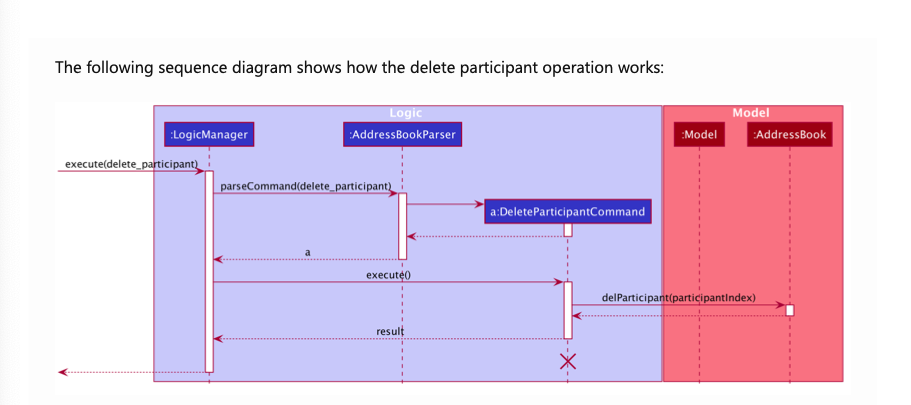 The following sequence diagram shows how the delete participant operation works:
Logic
Model
:LogicManager
:AddressBookParser
:Model
:AddressBook
execute(delete_participant)
parseCommand(delete_participant)
a:DeleteParticipantCommand
a
execute()
delParticipant(participantIndex)
result